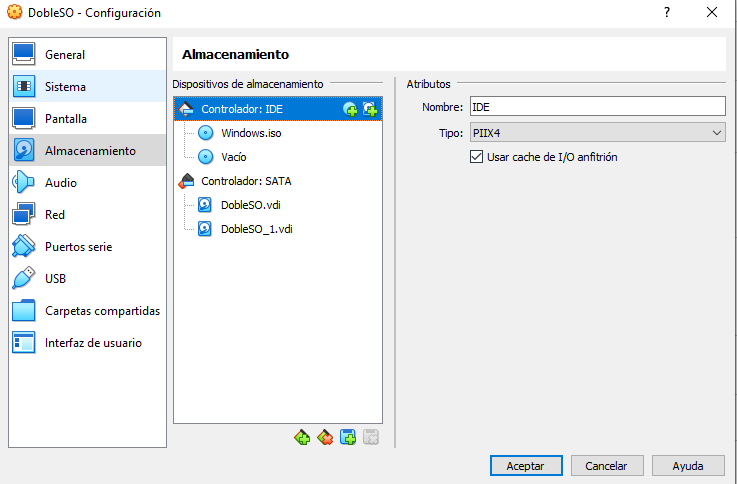 DobleSO - Configuración
?
General
Sistema
Pantalla
Almacenamiento
Audio
Red
Puertos serie
USB
Carpetas compartidas
Interfaz de usuario
Almacenamiento
Dispositivos de almacenamiento
Controlador: IDE
Windows.iso
Vacío
Controlador: SATA
DobleSO.vdi
DobleSO_1.vdi
Atributos
Nombre: IDE
Tipo: PIIX4
Usar cache de I/O anfitrión
Aceptar Cancelar Ayuda